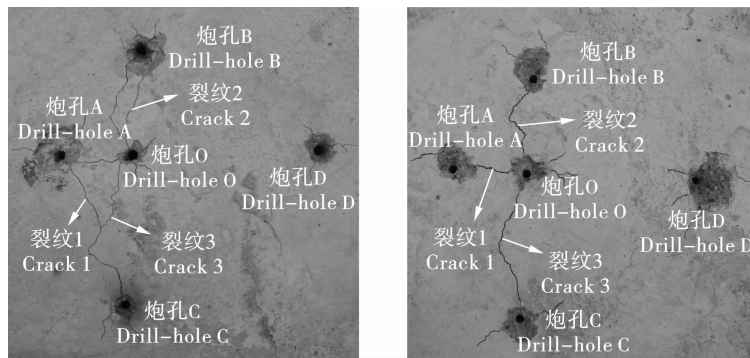 炮孔B
Drill-hole B
裂纹2
Crack 2
炮孔A
Drill-hole A
炮孔O
Drill-hole O
炮孔D
Drill-hole D
裂纹1
Crack 1
裂纹3
Crack 3
炮孔C
Drill-hole C
炮孔B
Drill-hole B
炮孔A
Drill-hole A
裂纹2
Crack 2
炮孔O
Drill-hole O
炮孔D
Drill-hole D
裂纹1
Crack 1
裂纹3
Crack 3
炮孔C
Drill-hole C